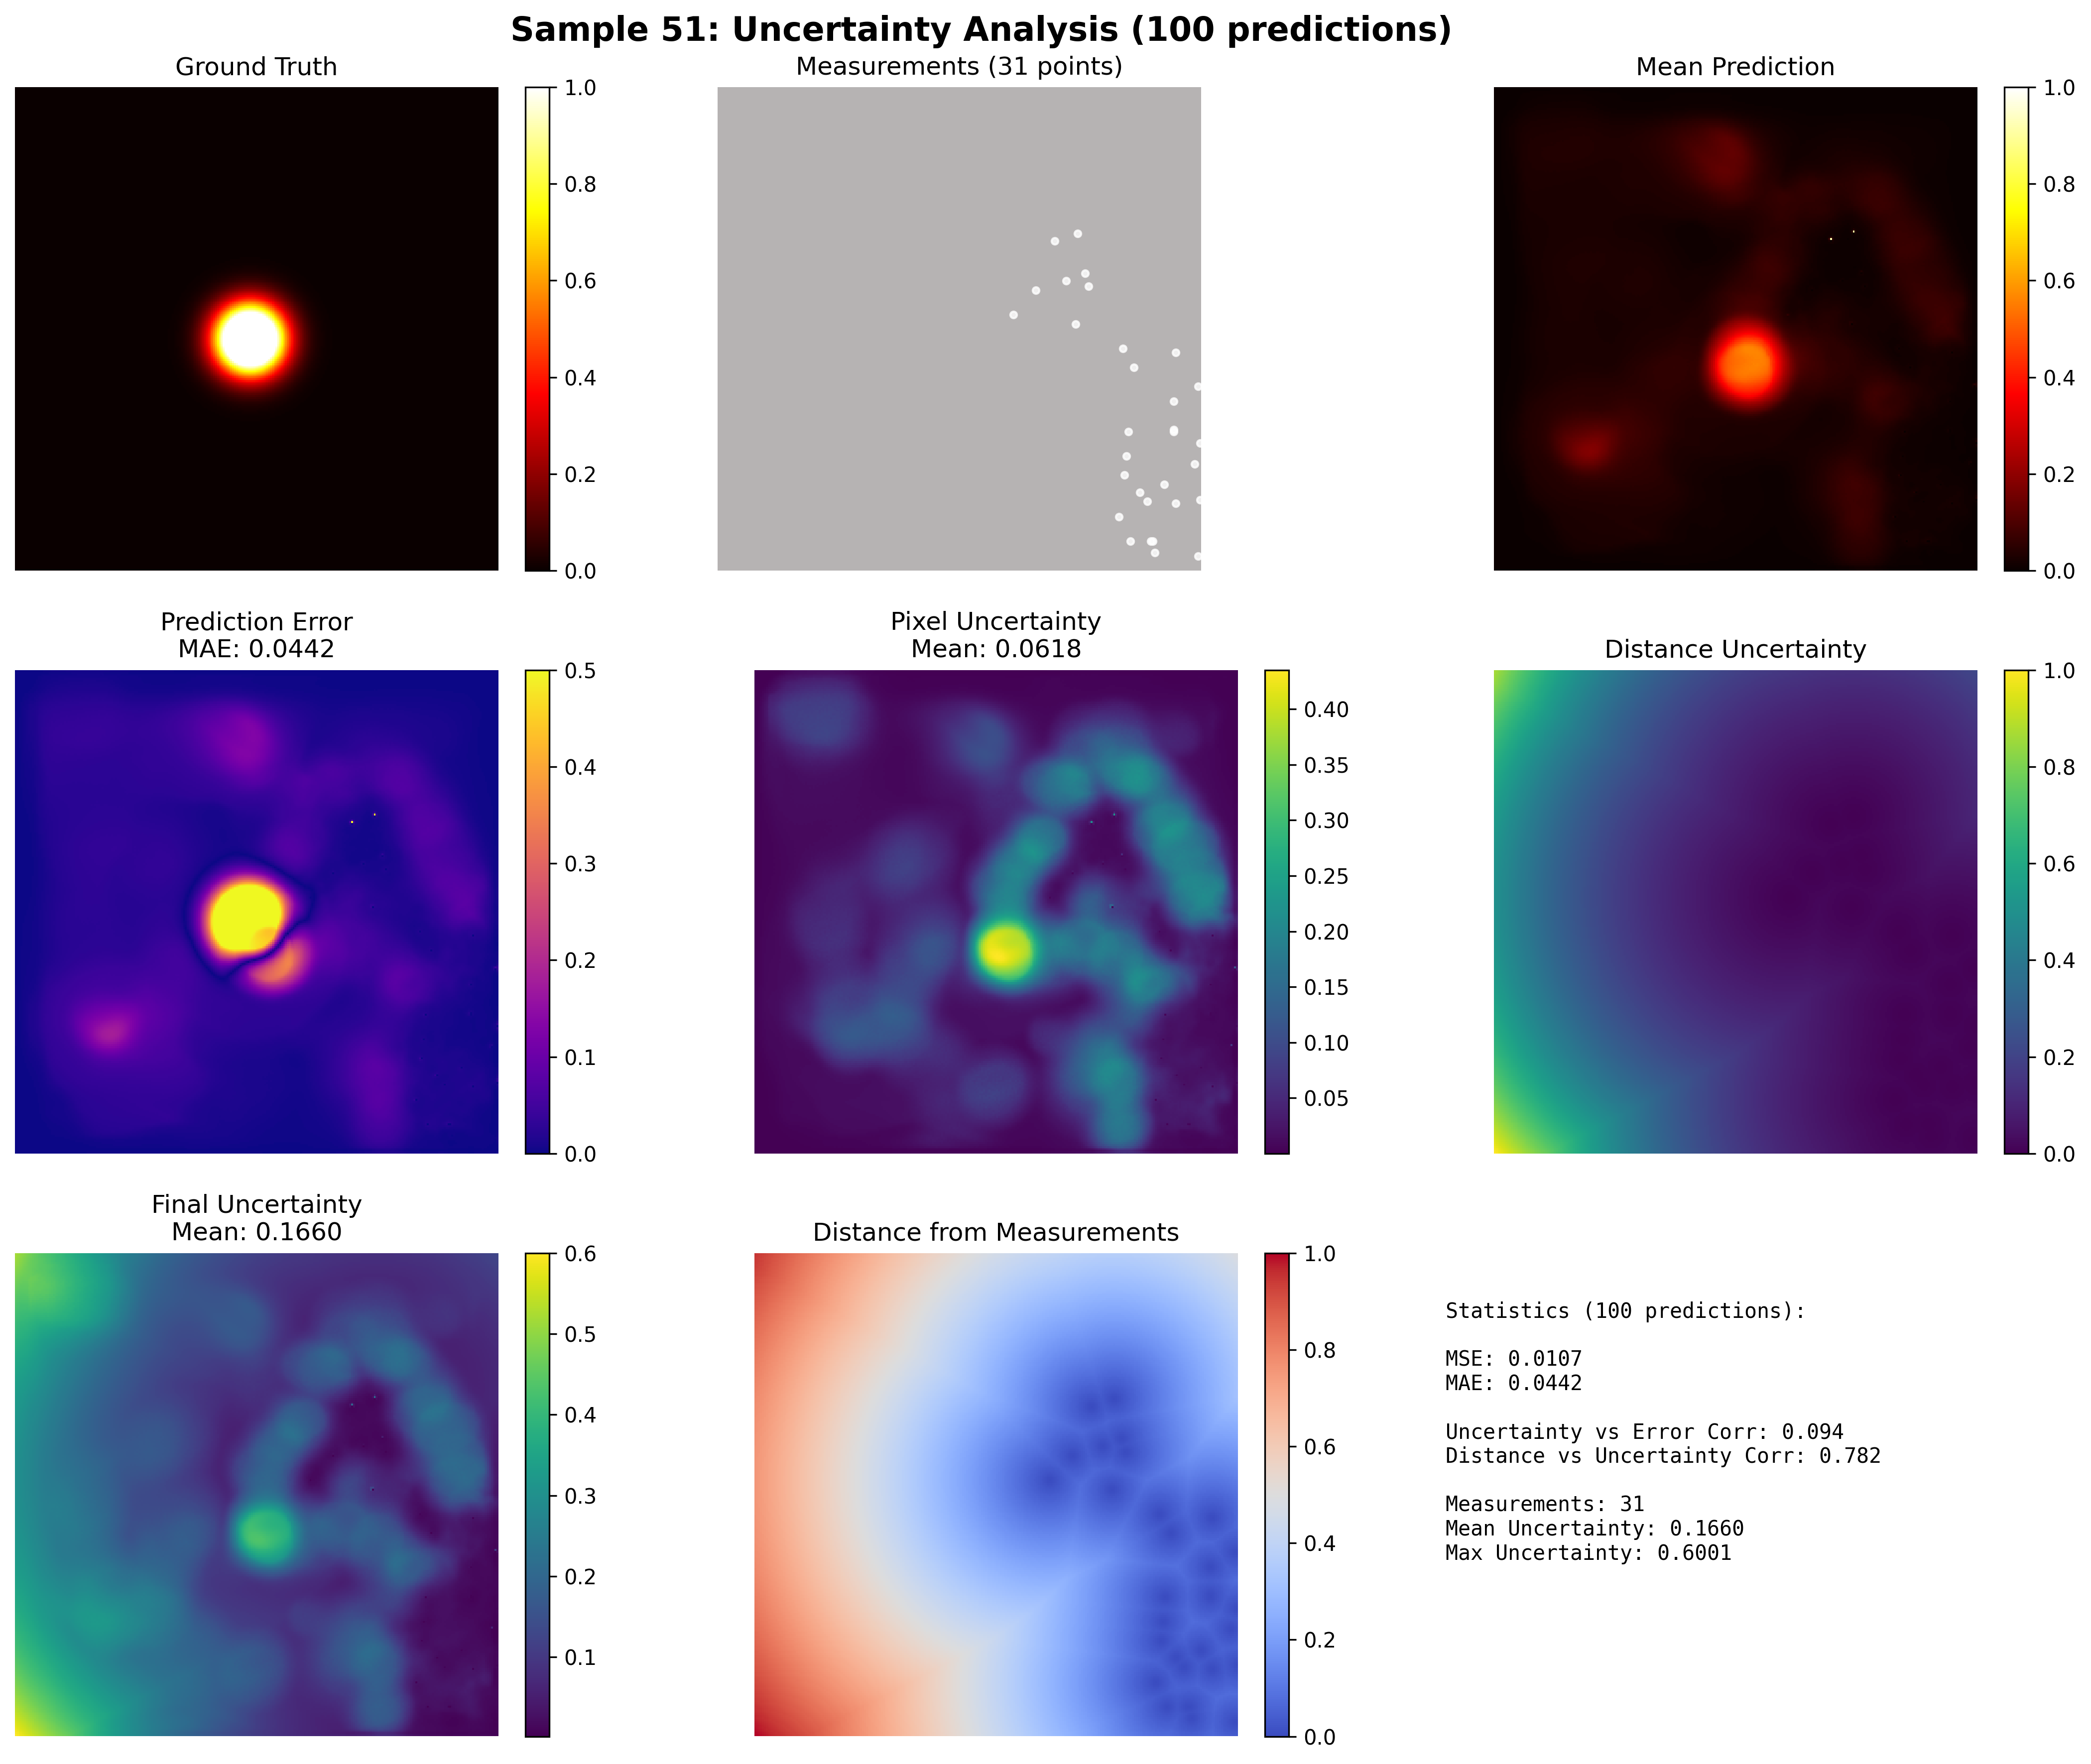 Sample 51: Uncertainty Analysis (100 predictions)
Ground Truth
1.0
0.8
0.6
0.4
0.2
0.0
Measurements (31 points)
Mean Prediction
1.0
0.8
0.6
0.4
0.2
0.0
Prediction Error
MAE: 0.0442
0.5
0.4
0.3
0.2
0.1
0.0
Pixel Uncertainty
Mean: 0.0618
0.40
0.35
0.30
0.25
0.20
0.15
0.10
0.05
Distance Uncertainty
1.0
0.8
0.6
0.4
0.2
0.0
Final Uncertainty
Mean: 0.1660
0.6
0.5
0.4
0.3
0.2
0.1
Distance from Measurements
1.0
0.8
0.6
0.4
0.2
0.0
Statistics (100 predictions):
MSE: 0.0107
MAE: 0.0442
Uncertainty vs Error Corr: 0.094
Distance vs Uncertainty Corr: 0.782
Measurements: 31
Mean Uncertainty: 0.1660
Max Uncertainty: 0.6001